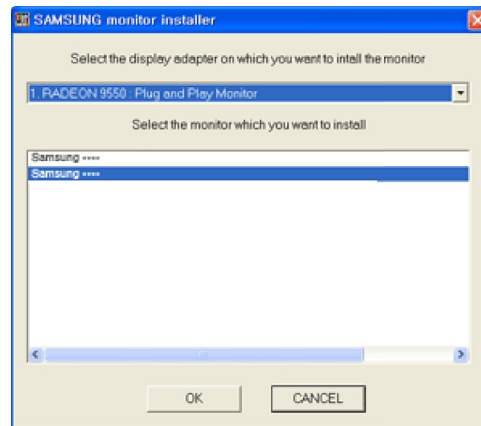 SAMSUNG monitor installer
Select the display adapter on which you want to intall the monitor
1. RADEON 9550 : Plug and Play Monitor
Select the monitor which you want to install
Samsung ----
Samsung ----
OK
CANCEL